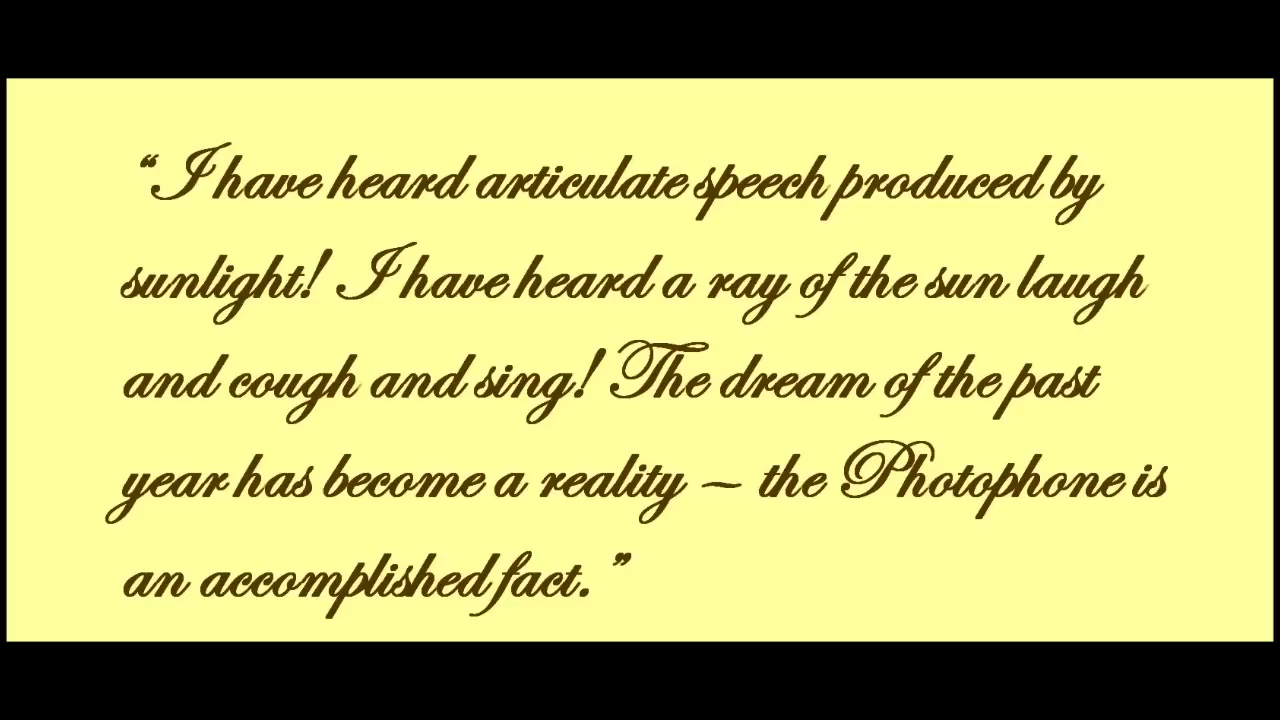 “I have heard articulate speech produced by
sunlight! I have heard a ray of the sun laugh
and cough and sing! The dream of the past
year has become a reality – the Photophone is
an accomplished fact.”